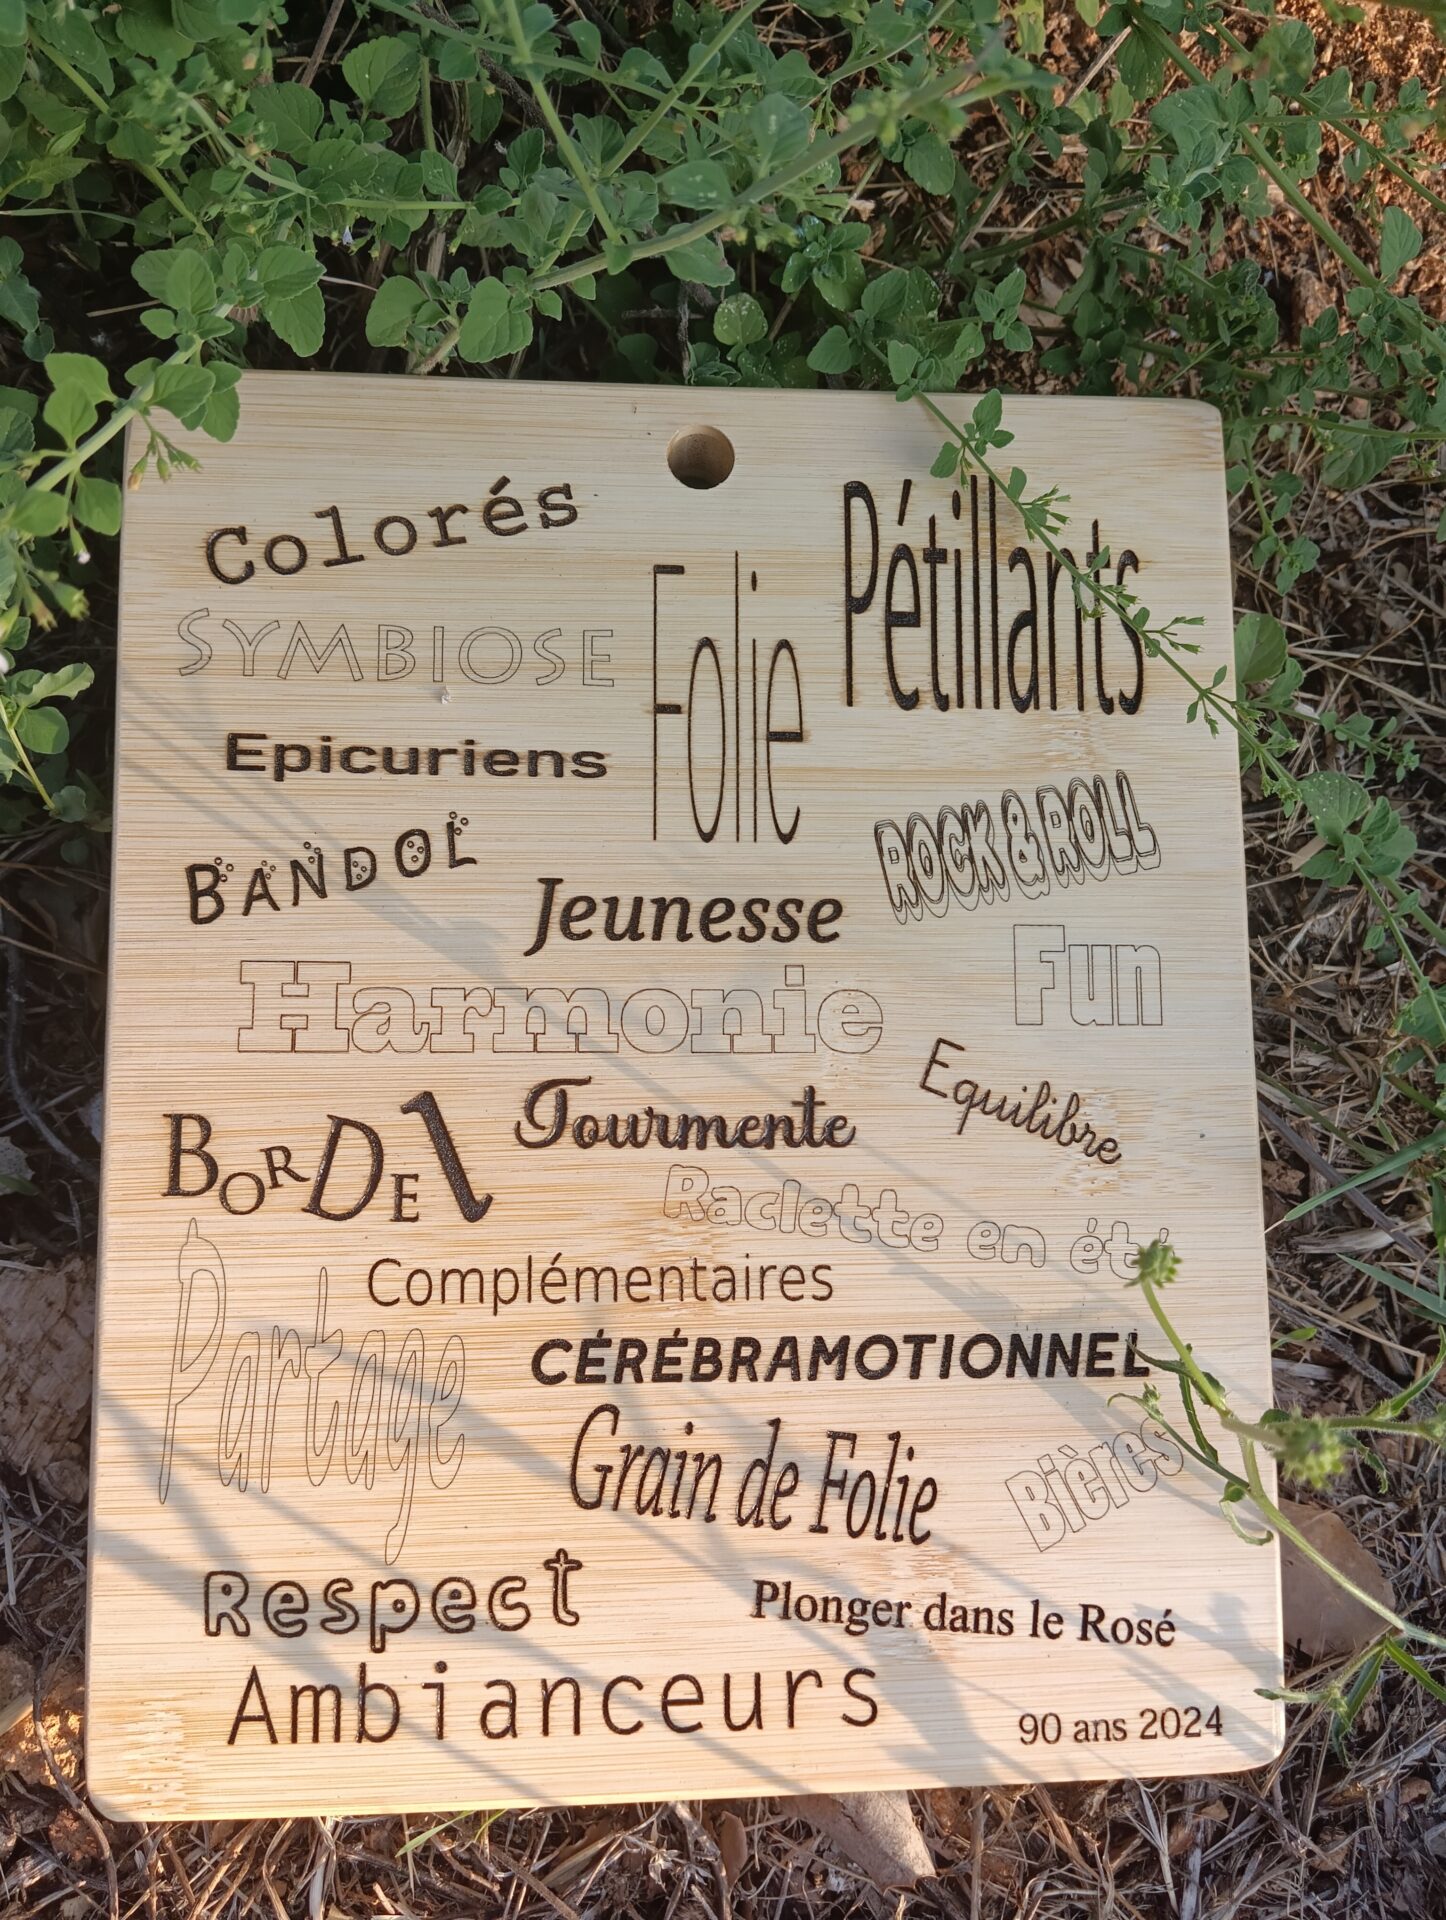 Colorés
Pétillants
Folie
SYMBIOSE
Epicuriens
BANDOL
ROCK & ROLL
Jeunesse
Fun
Harmonie
Equilibre
Tourmente
BORDEl
Raclette en été
Complémentaires
Partage
CÉRÉBRAMOTIONNEL
Grain de Folie
Bières
Respect
Plonger dans le Rosé
Ambianceurs
90 ans 2024